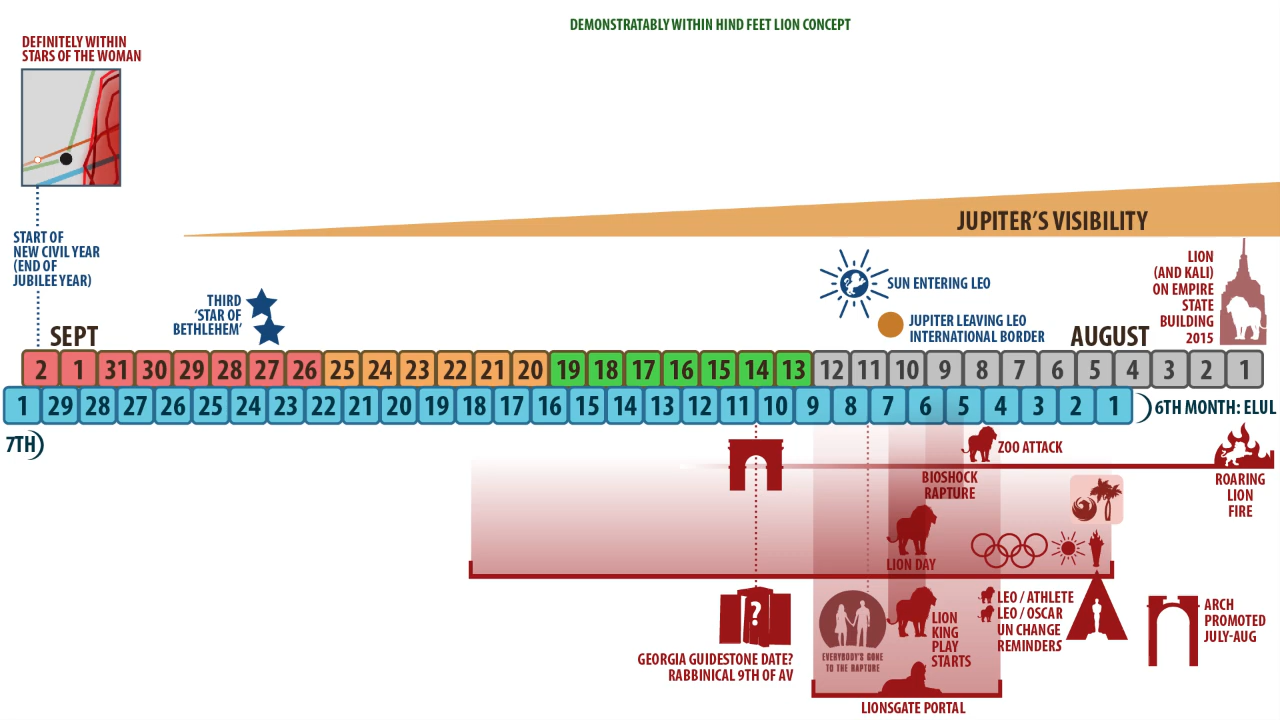 DEMONSTRATABLY WITHIN HIND FEET LION CONCEPT
DEFINITELY WITHIN
STARS OF THE WOMAN
JUPITER'S VISIBILITY
START OF
NEW CIVIL YEAR
(END OF
JUBILEE YEAR)
THIRD
'STAR OF
BETHLEHEM'
SUN ENTERING LEO
JUPITER LEAVING LEO
INTERNATIONAL BORDER
LION
(AND KALI)
ON EMPIRE
STATE
BUILDING
2015
SEPT
AUGUST
2 1 31 30 29 28 27 26 25 24 23 22 21 20 19 18 17 16 15 14 13 12 11 10 9 8 7 6 5 4 3 2 1
1 29 28 27 26 25 24 23 22 21 20 19 18 17 16 15 14 13 12 11 10 9 8 7 6 5 4 3 2 1 6TH MONTH: ELUL
7TH
ZOO ATTACK
BIOSHOCK
RAPTURE
ROARING
LION
FIRE
LION DAY
?
GEORGIA GUIDESTONE DATE?
RABBINICAL 9TH OF AV
EVERYBODY'S GONE
TO THE RAPTURE
LION
KING
PLAY
STARTS
LEO / ATHLETE
LEO / OSCAR
UN CHANGE
REMINDERS
ARCH
PROMOTED
JULY-AUG
LIONSGATE PORTAL